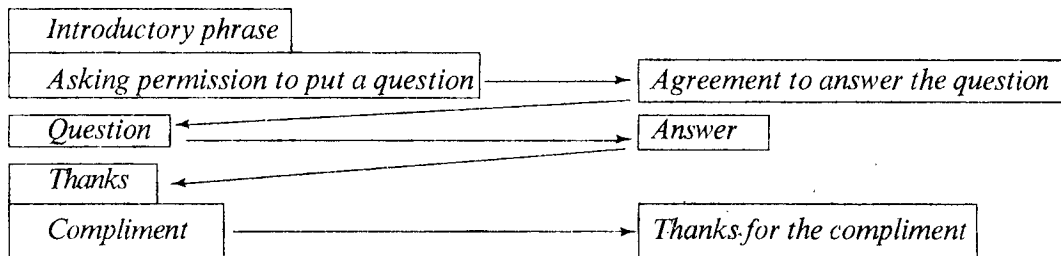 Introductory phrase
Asking permission to put a question Agreement to answer the question
Question Answer
Thanks
Compliment Thanks for the compliment